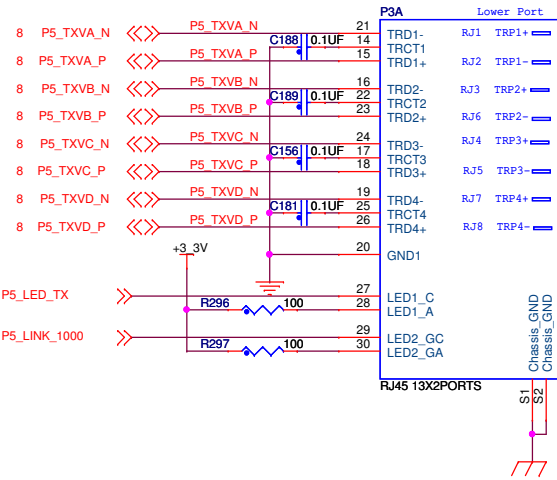 P3A Lower Port
8 P5_TXVA_N P5_TXVA_N 21 TRD1- RJ1 TRP1+
C188 0.1UF 14 TRCT1
8 P5_TXVA_P P5_TXVA_P 15 TRD1+ RJ2 TRP1-
8 P5_TXVB_N P5_TXVB_N 16 TRD2- RJ3 TRP2+
C189 0.1UF 22 TRCT2
8 P5_TXVB_P P5_TXVB_P 23 TRD2+ RJ6 TRP2-
8 P5_TXVC_N P5_TXVC_N 24 TRD3- RJ4 TRP3+
C156 0.1UF 17 TRCT3
8 P5_TXVC_P P5_TXVC_P 18 TRD3+ RJ5 TRP3-
8 P5_TXVD_N P5_TXVD_N 19 TRD4- RJ7 TRP4+
C181 0.1UF 25 TRCT4
8 P5_TXVD_P P5_TXVD_P 26 TRD4+ RJ8 TRP4-
+3_3V 20 GND1
P5_LED_TX 27 LED1_C
R296 100 28 LED1_A
P5_LINK_1000 29 LED2_GC
R297 100 30 LED2_GA
Chassis_GND
Chassis_GND
RJ45 13X2PORTS
S1
S2